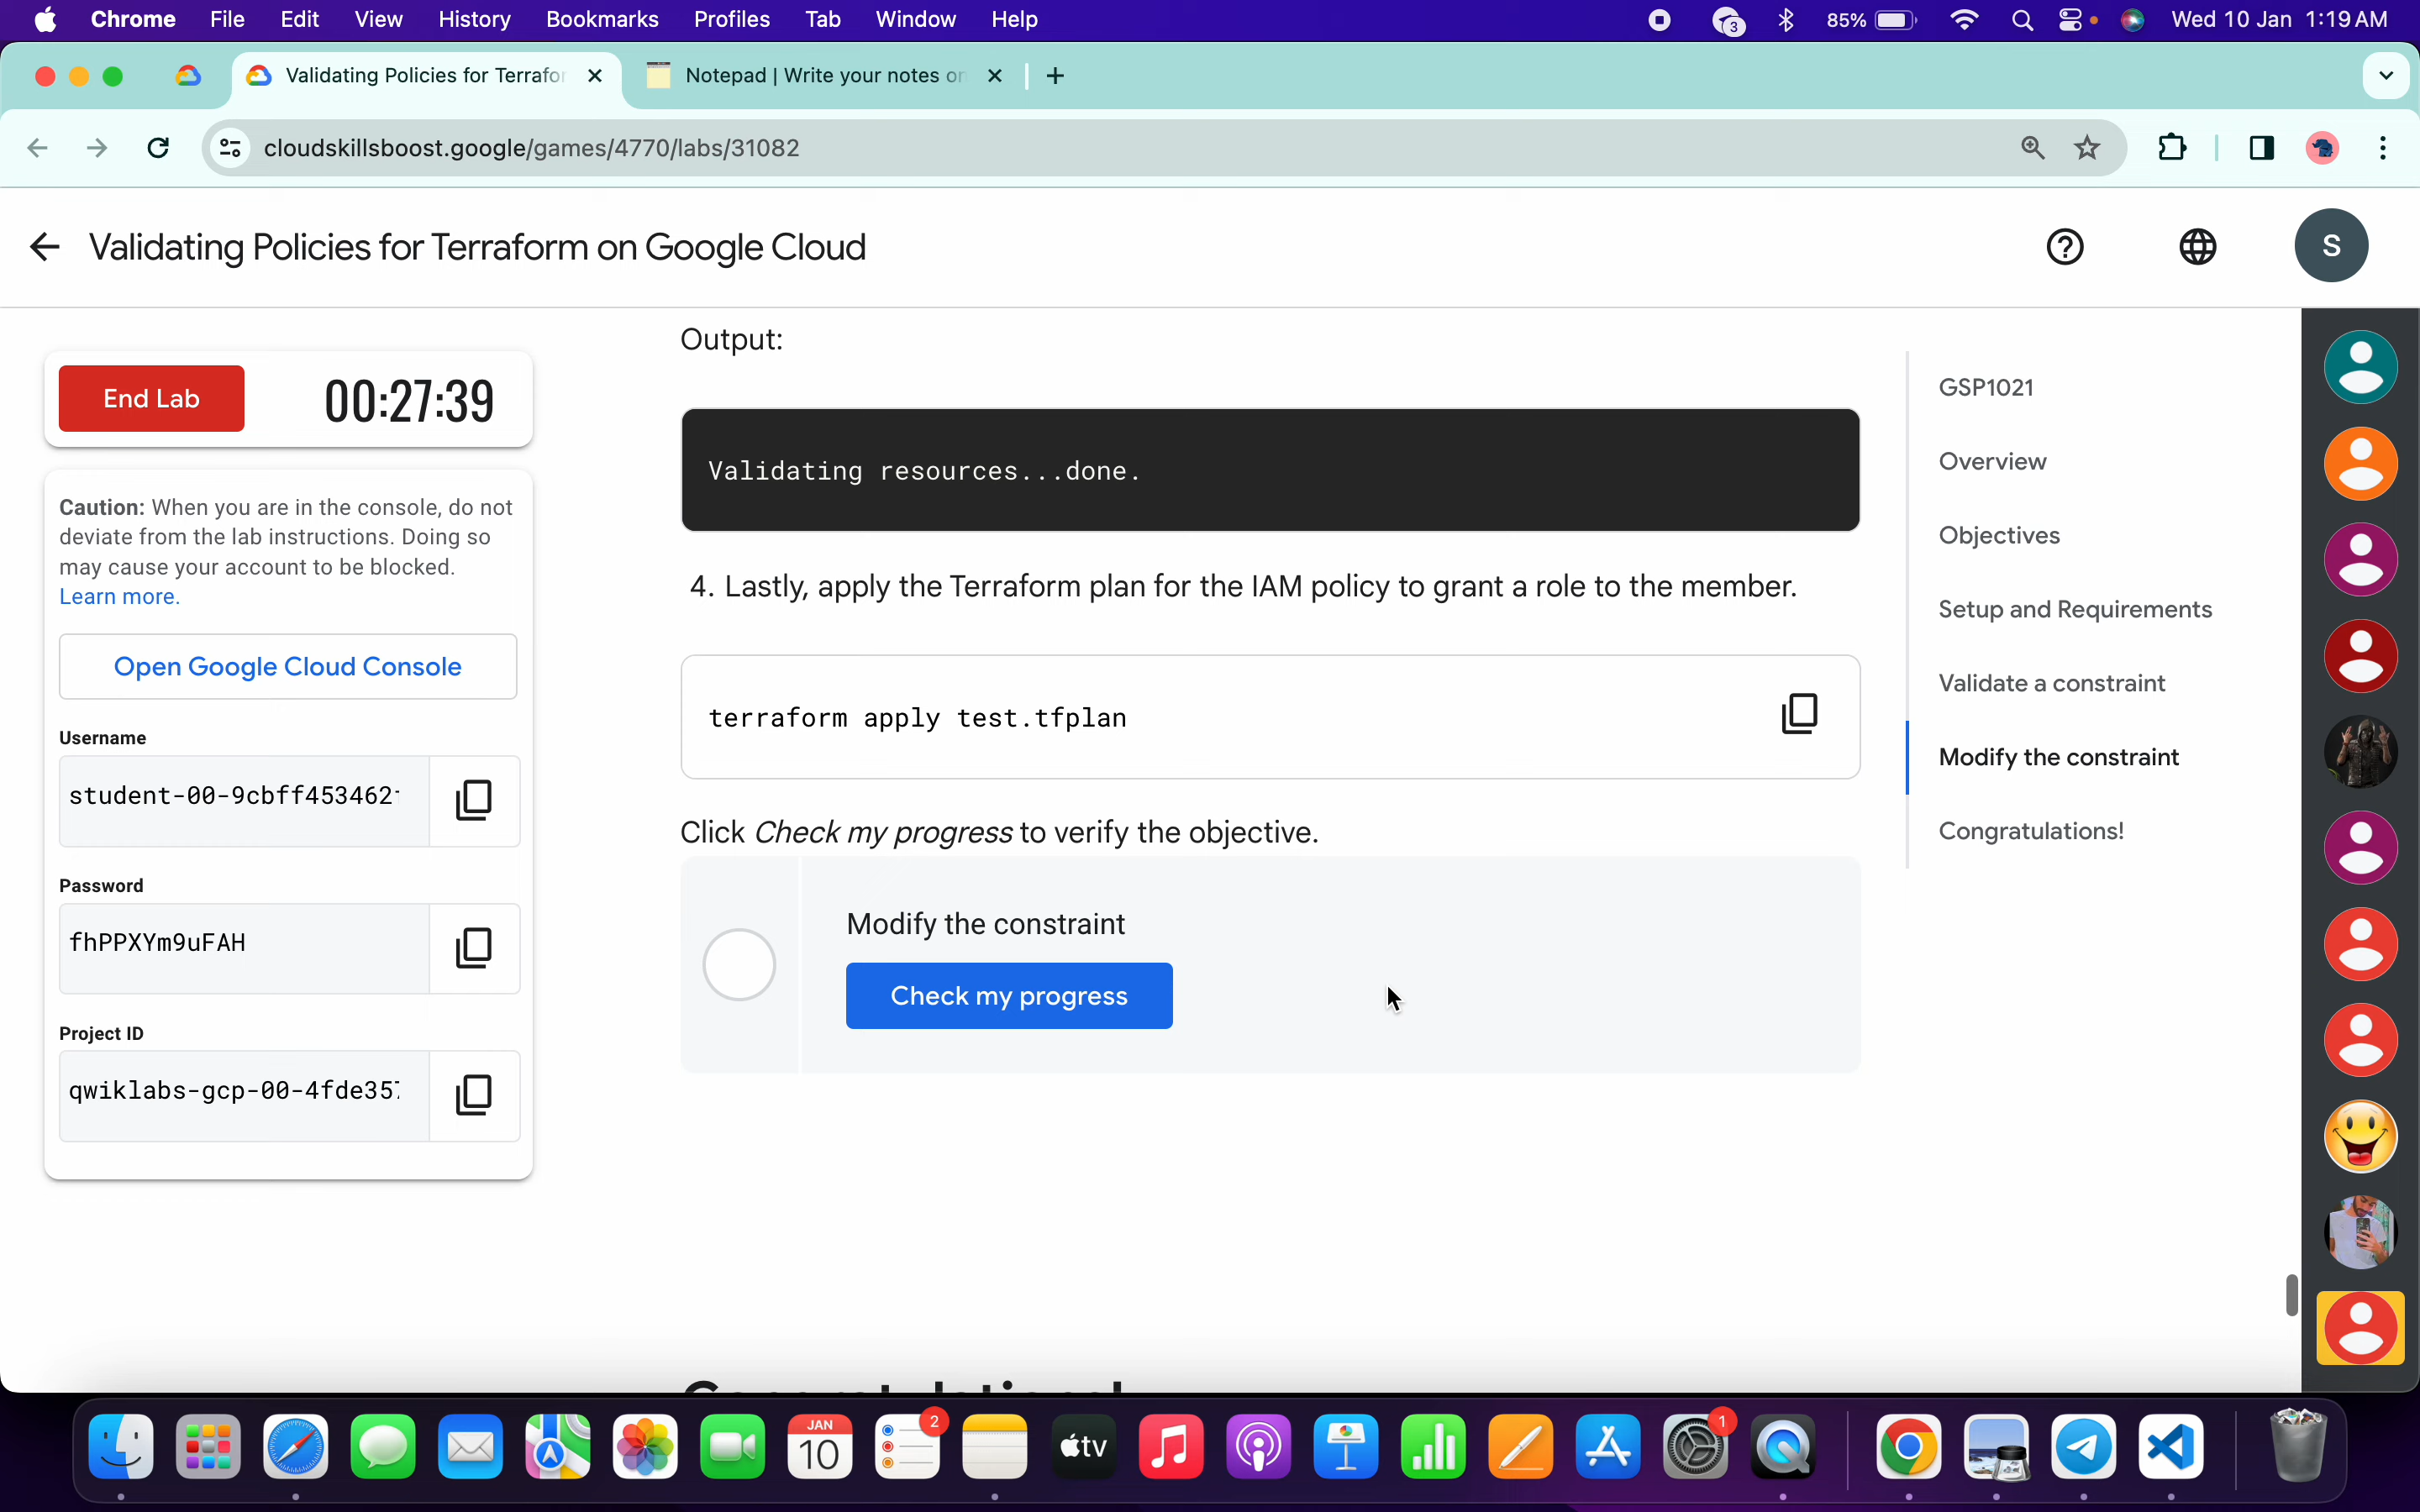 Chrome File Edit View History Bookmarks Profiles Tab Window Help 3 85% Wed 10 Jan 1:19 AM
Validating Policies for Terrafor
Notepad | Write your notes on
cloudskillsboost.google/games/4770/labs/31082
Validating Policies for Terraform on Google Cloud
S
End Lab
00:27:39
Caution: When you are in the console, do not
deviate from the lab instructions. Doing so
may cause your account to be blocked.
Learn more.
Open Google Cloud Console
Username
student-00-9cbff453462
Password
fhPPXYm9uFAH
Project ID
qwiklabs-gcp-00-4fde357
Output:
Validating resources...done.
4. Lastly, apply the Terraform plan for the IAM policy to grant a role to the member.
terraform apply test.tfplan
Click Check my progress to verify the objective.
Modify the constraint
Check my progress
Congratulations!
GSP1021
Overview
Objectives
Setup and Requirements
Validate a constraint
Modify the constraint
Congratulations!
JAN
10
2
tv
1